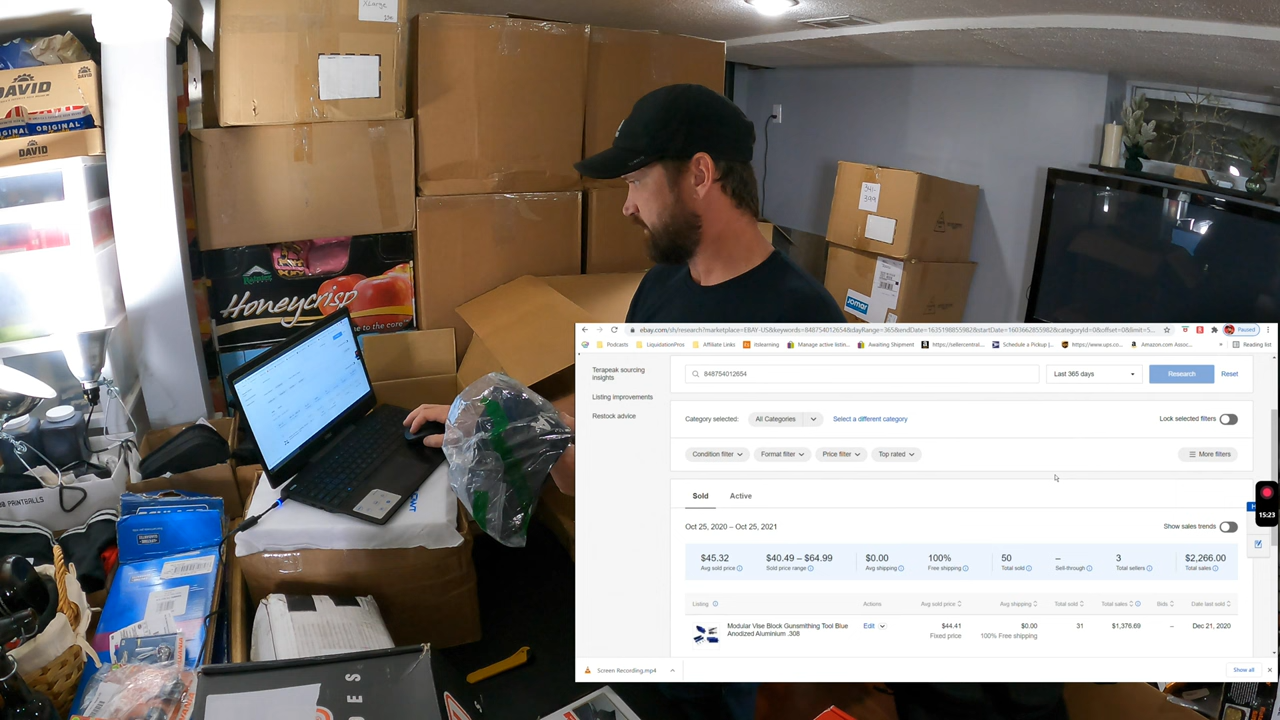 XLarge
DAVID
DAVID
ORIGINAL
DAVID
Honeycrisp
to the core
341-
399
JOMAR
R PAINTBALLS
ebay.com/sh/research?marketplace=EBAY-US&keywords=848754012654&dayRange=365&endDate=1635198855982&startDate=1603662855982&categoryId=0&offset=0&limit=5...
Paused
Podcasts
LiquidationPros
Affiliate Links
itslearning
Manage active listin...
Awaiting Shipment
https://sellercentral...
Schedule a Pickup |...
https://www.ups.co...
Amazon.com Assoc...
»
Reading list
Terapeak sourcing
insights
Listing improvements
Restock advice
848754012654
Last 365 days
Research
Reset
Category selected:
All Categories
Select a different category
Lock selected filters
Condition filter
Format filter
Price filter
Top rated
More filters
Sold
Active
Oct 25, 2020 – Oct 25, 2021
Show sales trends
$45.32
Avg sold price
$40.49 – $64.99
Sold price range
$0.00
Avg shipping
100%
Free shipping
50
Total sold
–
Sell-through
3
Total sellers
$2,266.00
Total sales
Listing
Actions
Avg sold price
Avg shipping
Total sold
Total sales
Bids
Date last sold
Modular Vise Block Gunsmithing Tool Blue
Anodized Aluminium .308
Edit
$44.41
Fixed price
$0.00
100% Free shipping
31
$1,376.69
–
Dec 21, 2020
15:23
Screen Recording.mp4
Show all